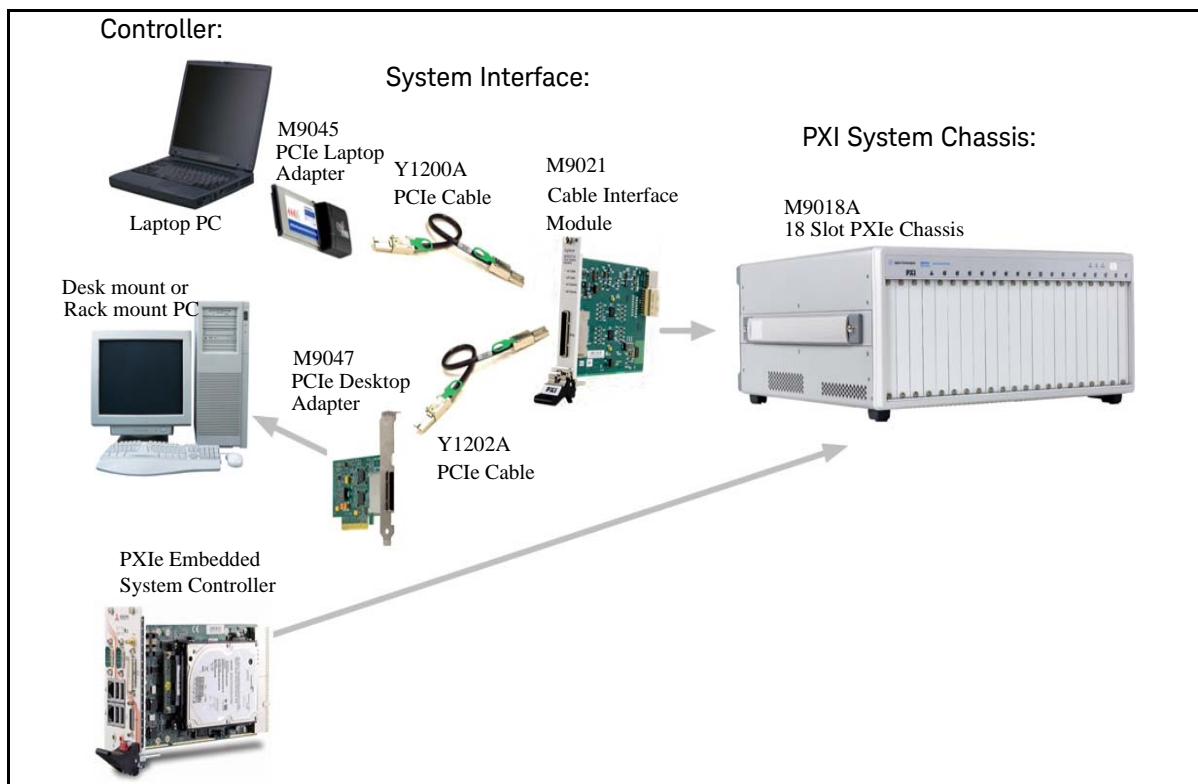 Controller:
System Interface:
PXI System Chassis:
M9045
PCIe Laptop
Adapter
Laptop PC
Y1200A
PCIe Cable
M9021
Cable Interface
Module
M9018A
18 Slot PXIe Chassis
PXI
PXI
Desk mount or
Rack mount PC
M9047
PCIe Desktop
Adapter
Y1202A
PCIe Cable
PXIe Embedded
System Controller